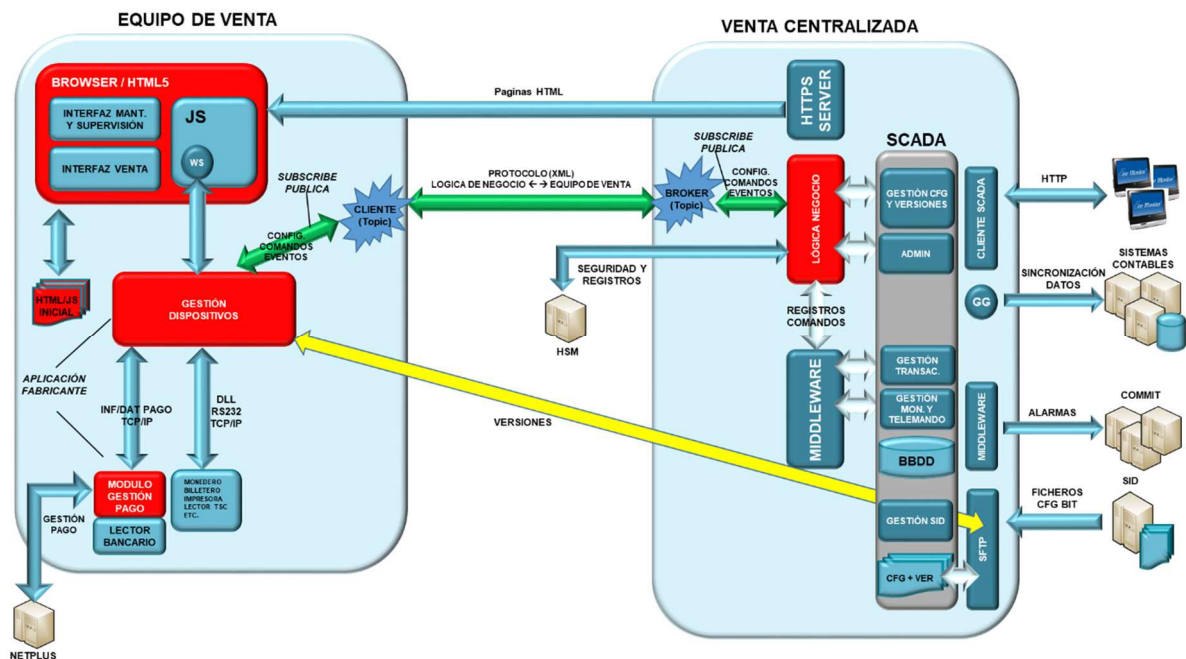 EQUIPO DE VENTA
BROWSER / HTML5
INTERFAZ MANT.
Y SUPERVISIÓN
INTERFAZ VENTA
JS
WS
HTML/JS
INICIAL
GESTIÓN
DISPOSITIVOS
APLICACIÓN
FABRICANTE
INF/DAT PAGO
TCP/IP
DLL
RS232
TCP/IP
MODULO
GESTIÓN
PAGO
LECTOR
BANCARIO
MONEDERO
BILLETERO
IMPRESORA
LECTOR TSC
ETC.
GESTIÓN
PAGO
NETPLUS
SUBSCRIBE
PUBLICA
CONFIG.
COMANDOS
EVENTOS
CLIENTE
(Topic)
Paginas HTML
PROTOCOLO (XML)
LOGICA DE NEGOCIO ← → EQUIPO DE VENTA
SEGURIDAD Y
REGISTROS
HSM
VERSIONES
VENTA CENTRALIZADA
HTTPS
SERVER
SUBSCRIBE
PUBLICA
BROKER
(Topic)
CONFIG.
COMANDOS
EVENTOS
LÓGICA NEGOCIO
REGISTROS
COMANDOS
MIDDLEWARE
SCADA
GESTIÓN CFG
Y VERSIONES
ADMIN
GESTIÓN
TRANSAC.
GESTIÓN
MON. Y
TELEMANDO
BBDD
GESTIÓN SID
CFG + VER
CLIENTE SCADA
GG
MIDDLEWARE
SFTP
HTTP
SISTEMAS
CONTABLES
SINCRONIZACIÓN
DATOS
COMMIT
ALARMAS
SID
FICHEROS
CFG BIT